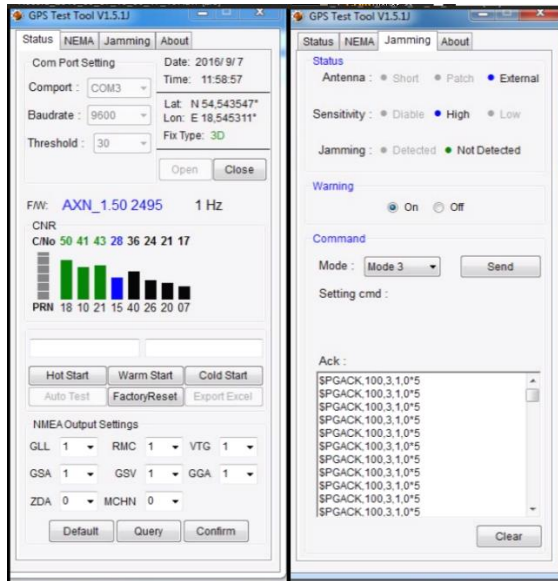 GPS Test Tool V1.5.1J
Status NEMA Jamming About
Com Port Setting
Comport : COM3
Baudrate : 9600
Threshold : 30
Date: 2016/ 9/ 7
Time: 11:58:57
Lat: N 54,543547"
Lon: E 18,545311"
Fix Type: 3D
Open Close
F/W: AXN_1.50 2495 1 Hz
CNR
C/No 50 41 43 28 36 24 21 17
PRN 18 10 21 15 40 26 20 07
Hot Start Warm Start Cold Start
Auto Test FactoryReset Export Excel
NMEA Output Settings
GLL 1 RMC 1 VTG 1
GSA 1 GSV 1 GGA 1
ZDA 0 MCHN 0
Default Query Confirm
GPS Test Tool V1.5.1J
Status NEMA Jamming About
Status
Antenna : Short Patch External
Sensitivity : Diable High Low
Jamming : Detected Not Detected
Warning
On Off
Command
Mode : Mode 3 Send
Setting cmd :
Ack :
$PGACK,100,3,1,0*5
$PGACK,100,3,1,0*5
$PGACK,100,3,1,0*5
$PGACK,100,3,1,0*5
$PGACK,100,3,1,0*5
$PGACK,100,3,1,0*5
$PGACK,100,3,1,0*5
$PGACK,100,3,1,0*5
$PGACK,100,3,1,0*5
$PGACK,100,3,1,0*5
$PGACK,100,3,1,0*5
Clear